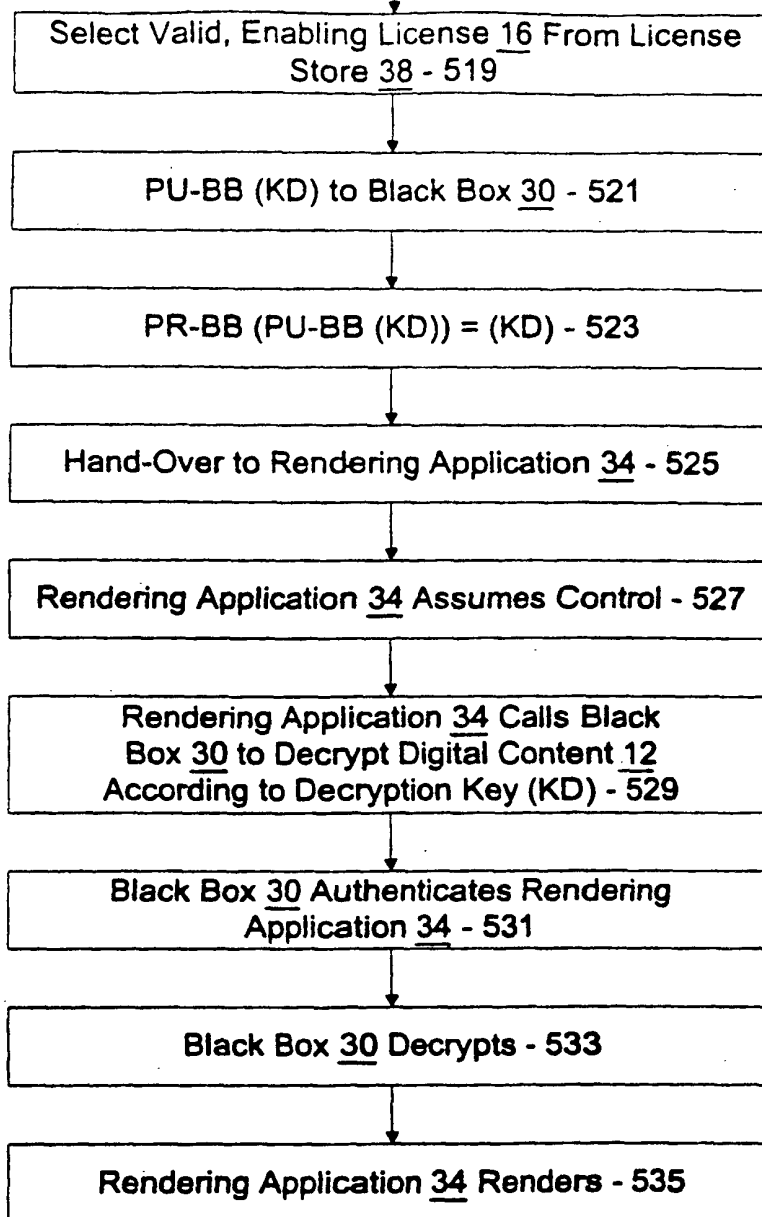 Select Valid, Enabling License 16 From License
Store 38 - 519
PU-BB (KD) to Black Box 30 - 521
PR-BB (PU-BB (KD)) = (KD) - 523
Hand-Over to Rendering Application 34 - 525
Rendering Application 34 Assumes Control - 527
Rendering Application 34 Calls Black
Box 30 to Decrypt Digital Content 12
According to Decryption Key (KD) - 529
Black Box 30 Authenticates Rendering
Application 34 - 531
Black Box 30 Decrypts - 533
Rendering Application 34 Renders - 535